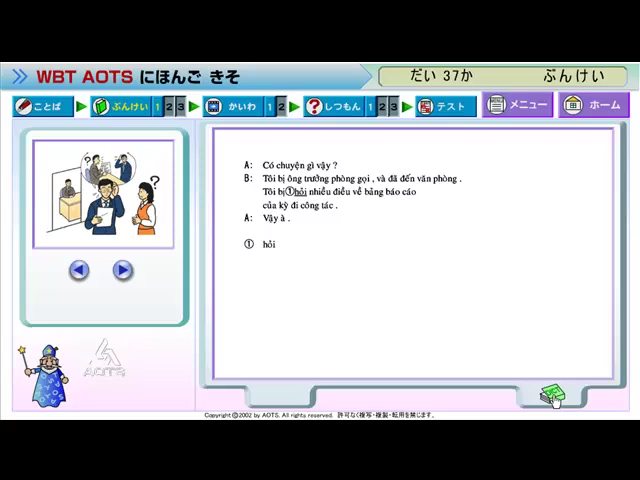 WBT AOTS にほんご きそ
だい 37か ぶんけい
ことば ぶんけい 1 2 3 かいわ 1 2 しつもん 1 2 3 テスト メニュー ホーム
A: Có chuyện gì vậy ?
B: Tôi bị ông trưởng phòng gọi , và đã đến văn phòng .
Tôi bị①hỏi nhiều điều về bảng báo cáo
của kỳ đi công tác .
A: Vậy à .
① hỏi
AOTS
Copyright ©2002 by AOTS. All rights reserved. 許可なく複写・複製・転用を禁じます。